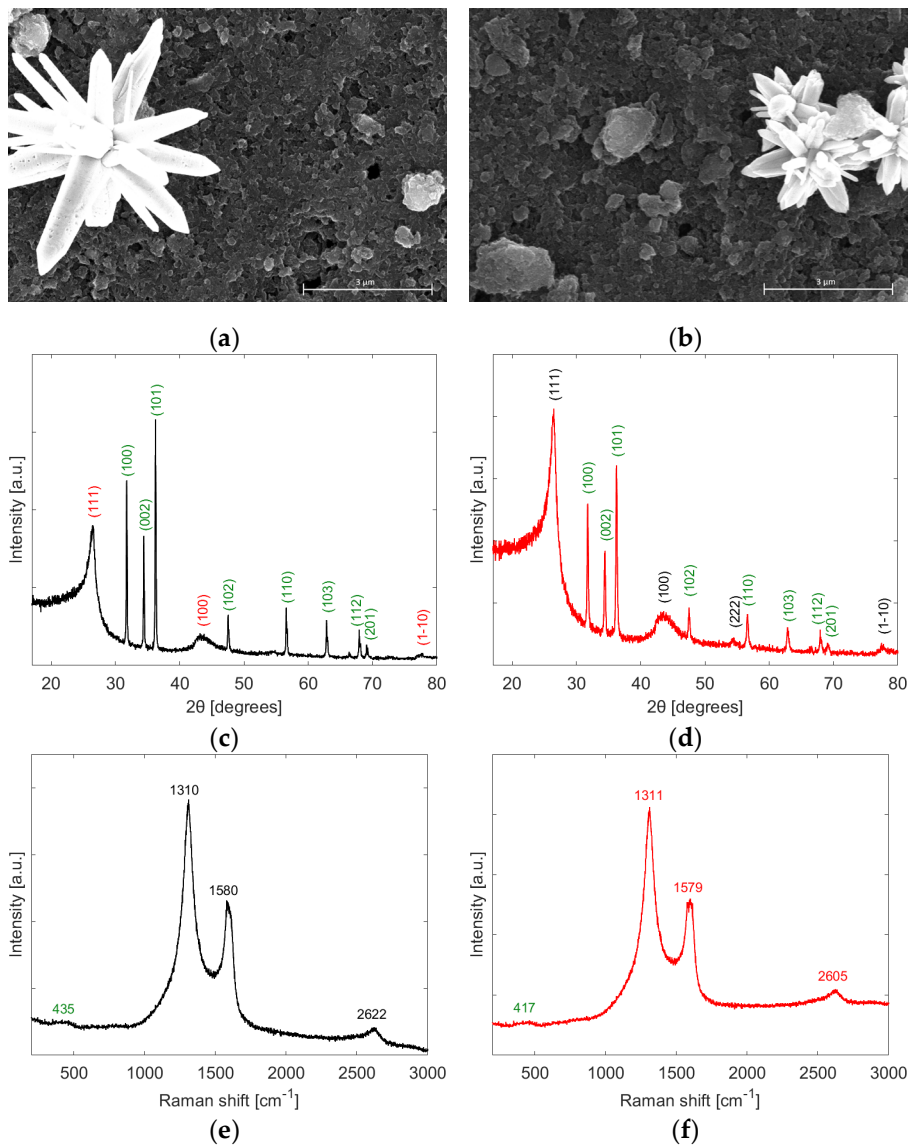 3 µm
3 µm
(a)
(b)
Intensity [a.u.]
(111)
(100)
(002)
(101)
(100)
(102)
(110)
(103)
(112)
(201)
(1-10)
20 30 40 50 60 70 80
2θ [degrees]
(c)
Intensity [a.u.]
(111)
(100)
(002)
(101)
(100)
(102)
(222)
(110)
(103)
(112)
(201)
(1-10)
20 30 40 50 60 70 80
2θ [degrees]
(d)
Intensity [a.u.]
435
1310
1580
2622
500 1000 1500 2000 2500 3000
Raman shift [cm⁻¹]
(e)
Intensity [a.u.]
417
1311
1579
2605
500 1000 1500 2000 2500 3000
Raman shift [cm⁻¹]
(f)